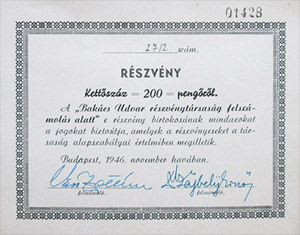 01428
2712 szám.
RÉSZVÉNY
Kettőszáz — 200 — pengőről.
A „Bakács Udvar részvénytársaság felszá-
molás alatt" e részvény birtokosának mindazokat
a jogokat biztosítja, amelyek a részvényeseket a tár-
saság alapszabályai értelmében megilletik.
Budapest, 1946. november havában.
felszámoló. felszámoló.